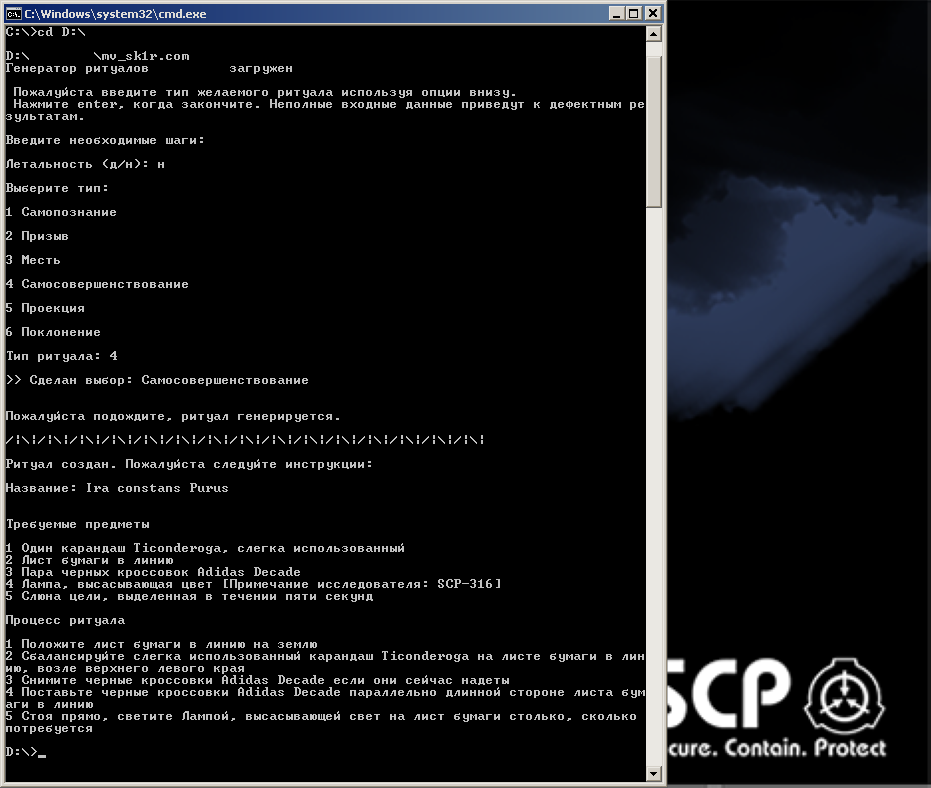 C:\Windows\system32\cmd.exe
C:\>cd D:\
D:\ \mv_sk1r.com
Генератор ритуалов загружен
Пожалуйста введите тип желаемого ритуала используя опции внизу.
Нажмите enter, когда закончите. Неполные входные данные приведут к дефектным ре
зультатам.
Введите необходимые шаги:
Летальность (д/н): н
Выберите тип:
1 Самопознание
2 Призыв
3 Месть
4 Самосовершенствование
5 Проекция
6 Поклонение
Тип ритуала: 4
>> Сделан выбор: Самосовершенствование
Пожалуйста подождите, ритуал генерируется.
/|\|/|\|/|\|/|\|/|\|/|\|/|\|/|\|/|\|/|\|/|\|/|\|/|\|/|\|/|\|
Ритуал создан. Пожалуйста следуйте инструкции:
Название: Ira constans Purus
Требуемые предметы
1 Один карандаш Ticonderoga, слегка использованный
2 Лист бумаги в линию
3 Пара черных кроссовок Adidas Decade
4 Лампа, высасывающая цвет [Примечание исследователя: SCP-316]
5 Слюна цели, выделенная в течении пяти секунд
Процесс ритуала
1 Положите лист бумаги в линию на землю
2 Сбалансируйте слегка использованный карандаш Ticonderoga на листе бумаги в лин
ию, возле верхнего левого края
3 Снимите черные кроссовки Adidas Decade если они сейчас надеты
4 Поставьте черные кроссовки Adidas Decade параллельно длинной стороне листа бум
аги в линию
5 Стоя прямо, светите Лампой, высасывающей свет на лист бумаги столько, сколько
потребуется
D:\>_
SCP
cure. Contain. Protect